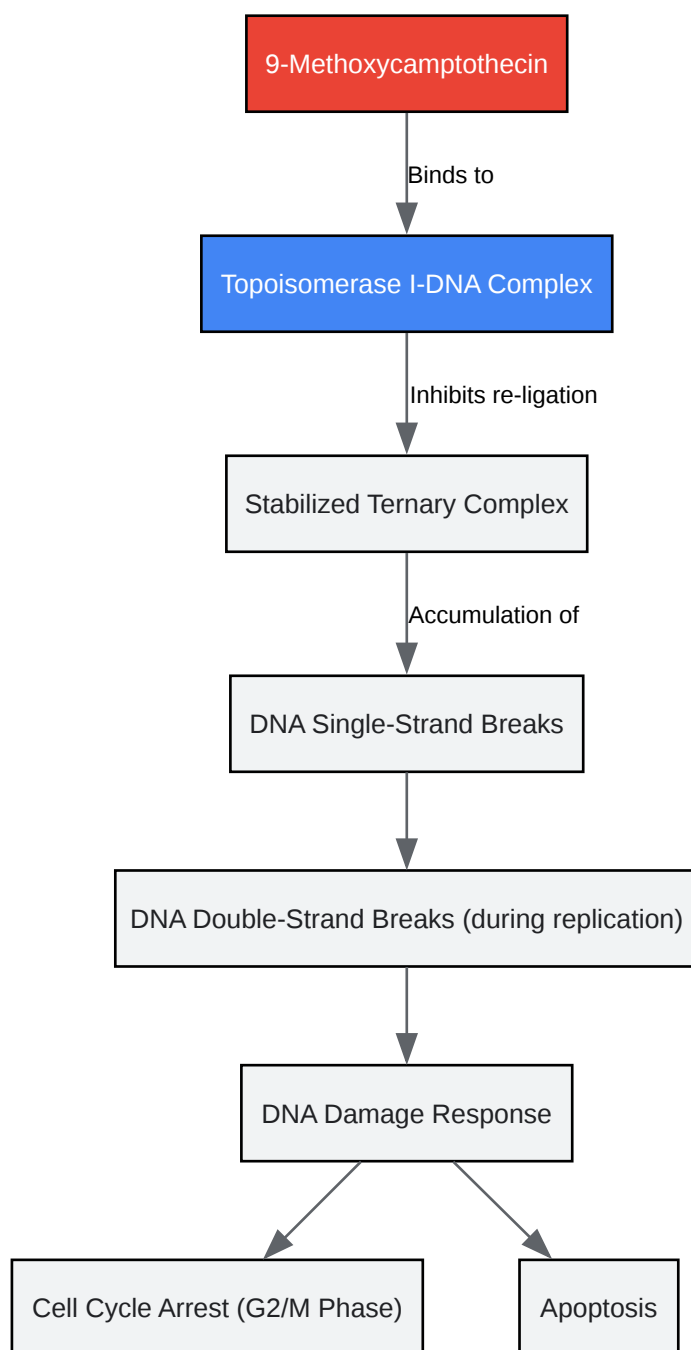 9-Methoxycamptothecin
Binds to
Topoisomerase I-DNA Complex
Inhibits re-ligation
Stabilized Ternary Complex
Accumulation of
DNA Single-Strand Breaks
DNA Double-Strand Breaks (during replication)
DNA Damage Response
Cell Cycle Arrest (G2/M Phase)
Apoptosis